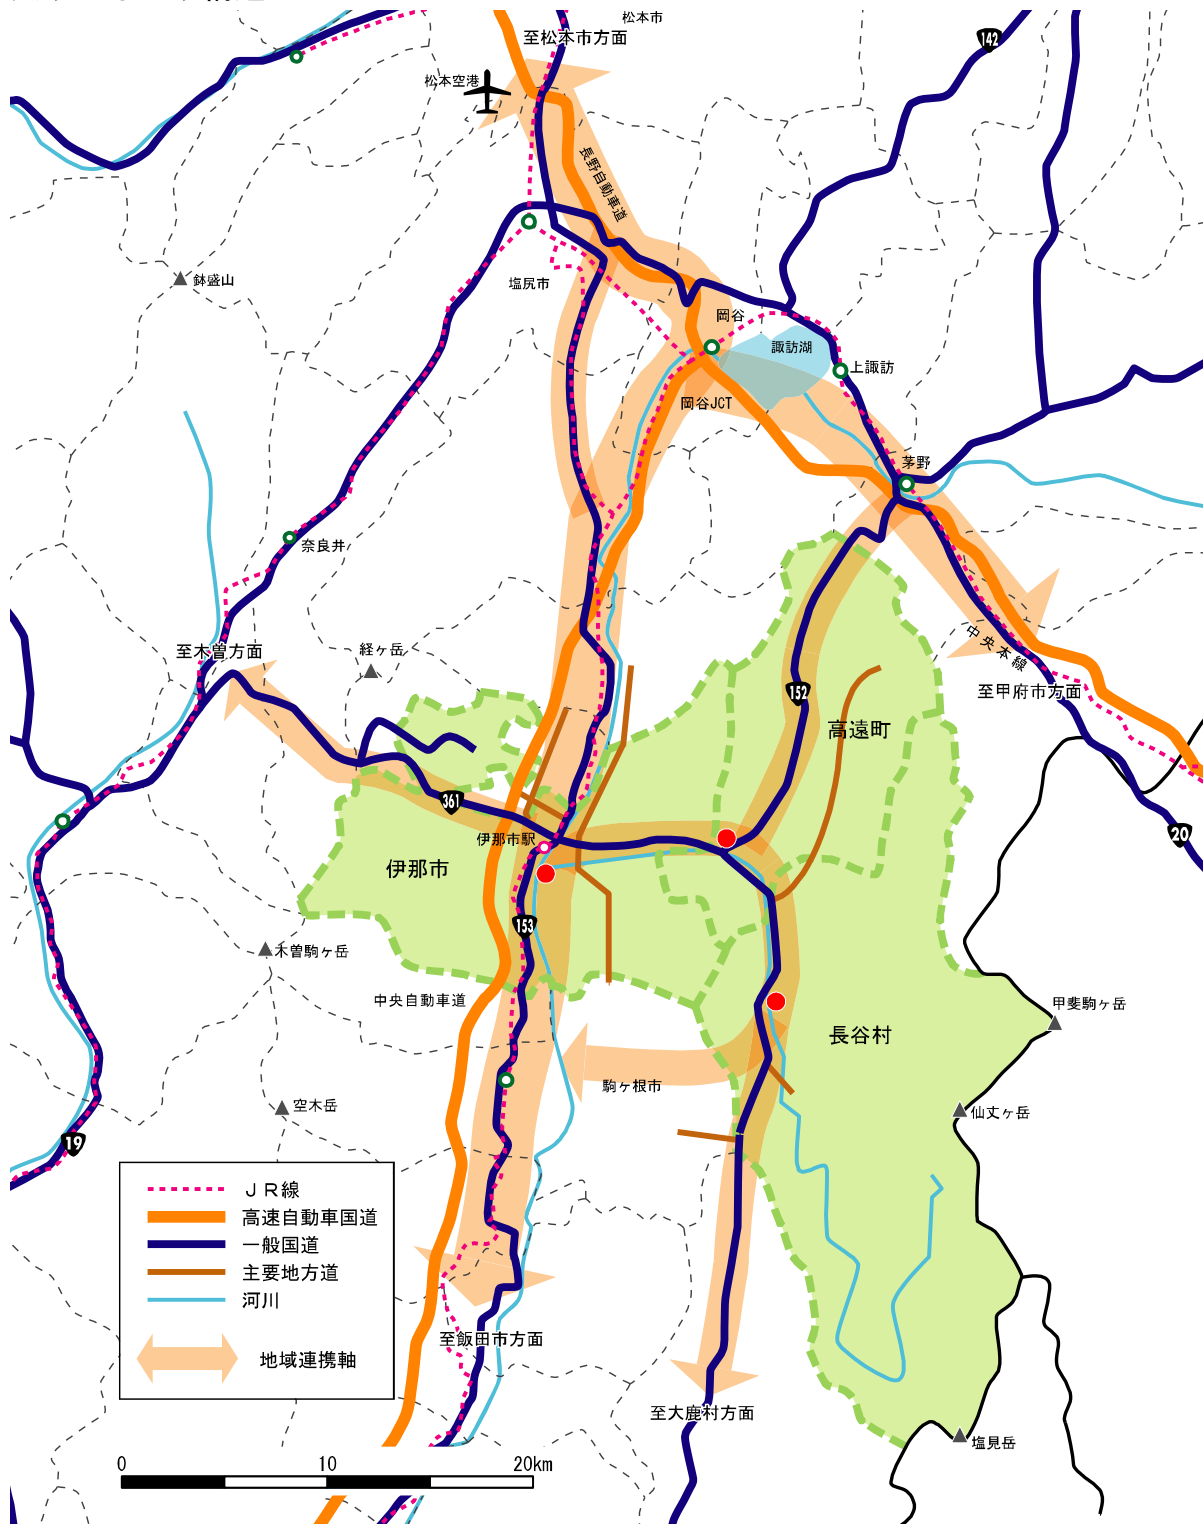 松本市
至松本市方面
142
松本空港
長野自動車道
鉢盛山
塩尻市
岡谷
諏訪湖
上諏訪
岡谷JCT
茅野
奈良井
中央本線
至木曽方面
経ヶ岳
至甲府市方面
152
高遠町
361
20
伊那市駅
伊那市
153
木曽駒ヶ岳
中央自動車道
甲斐駒ヶ岳
長谷村
駒ヶ根市
空木岳
仙丈ヶ岳
19
ＪＲ線
高速自動車国道
一般国道
主要地方道
河川
地域連携軸
至飯田市方面
至大鹿村方面
塩見岳
0 10 20km